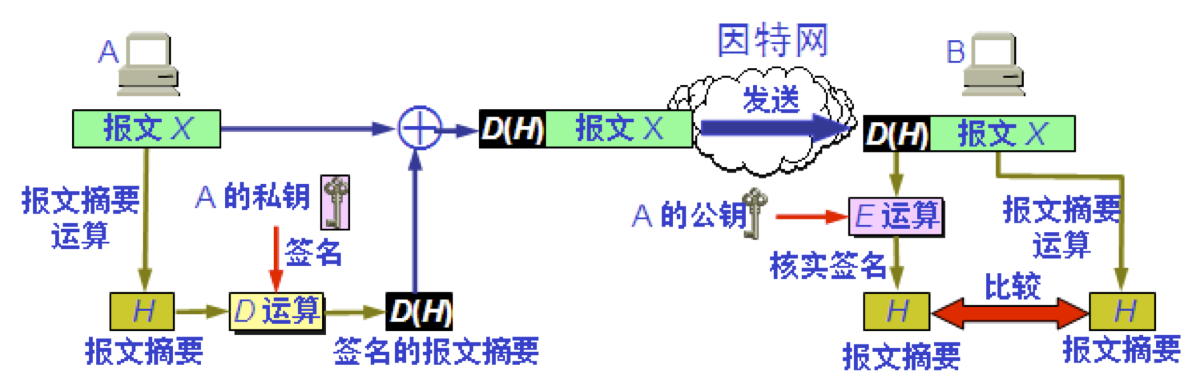 A
因特网
B
报文 X
D(H) 报文 X
发送
D(H) 报文 X
报文摘要
运算
A 的私钥
签名
A 的公钥
E 运算
报文摘要
运算
核实签名
H
D 运算
D(H)
H
比较
H
报文摘要
签名的报文摘要
报文摘要
报文摘要